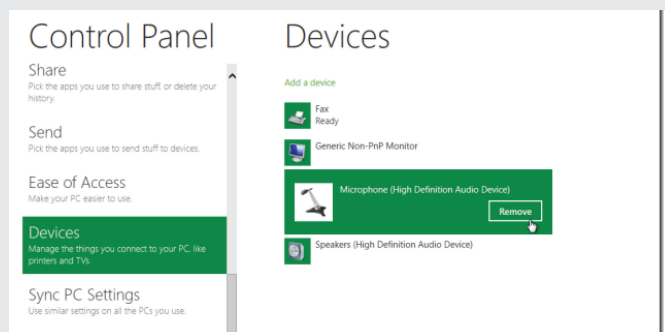 Control Panel
Share
Pick the apps you use to share stuff or delete your
history.
Send
Pick the apps you use to send stuff to devices.
Ease of Access
Make your PC easier to use.
Devices
Manage the things you connect to your PC, like
printers and TVs.
Sync PC Settings
Use similar settings on all the PCs you use.
Devices
Add a device
Fax
Ready
Generic Non-PnP Monitor
Microphone (High Definition Audio Device)
Remove
Speakers (High Definition Audio Device)